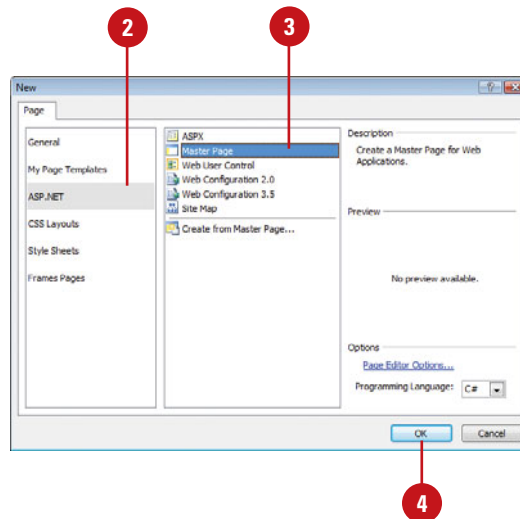 2
3
New
Page
General
My Page Templates
ASP.NET
CSS Layouts
Style Sheets
Frames Pages
ASPX
Master Page
Web User Control
Web Configuration 2.0
Web Configuration 3.5
Site Map
Create from Master Page...
Description
Create a Master Page for Web
Applications.
Preview
No preview available.
Options
Page Editor Options...
Programming Language: C#
OK
Cancel
4